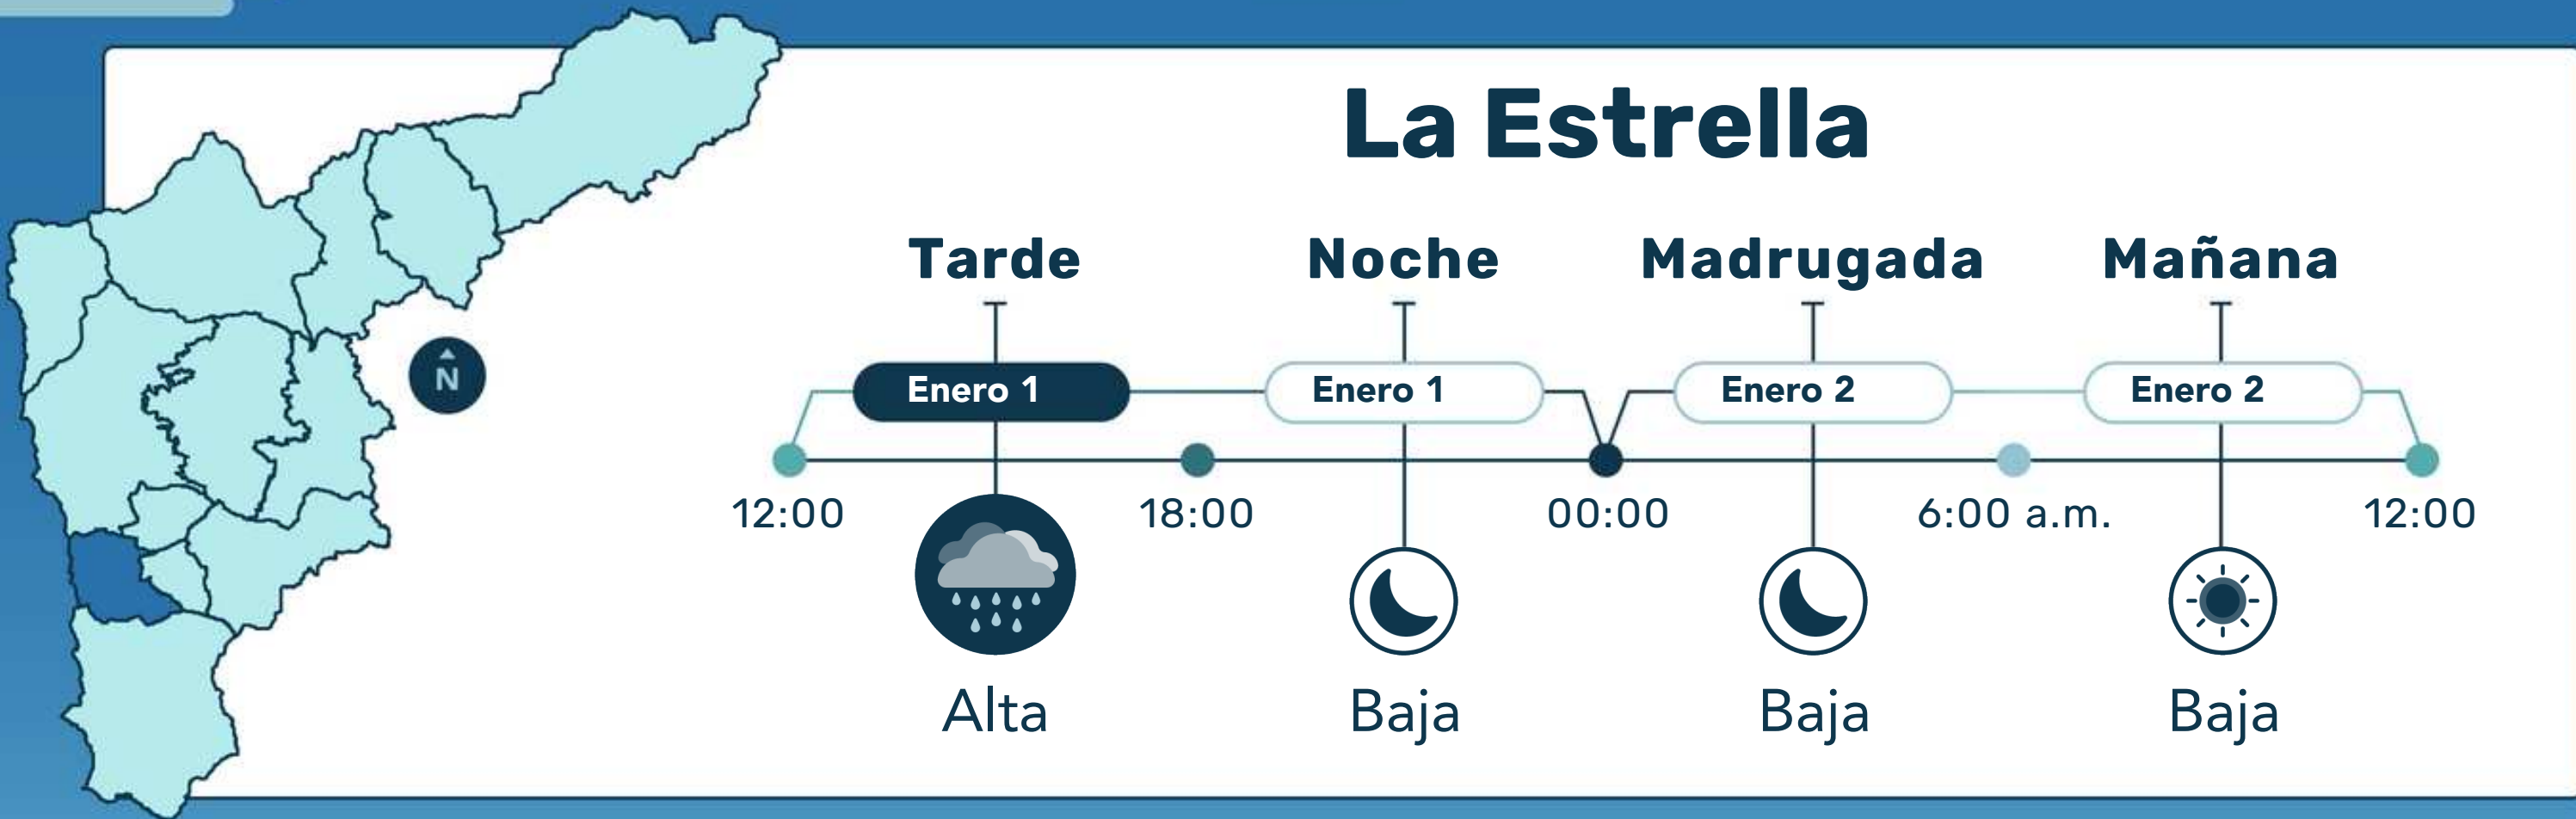 La Estrella
Tarde Noche Madrugada Mañana
Enero 1 Enero 1 Enero 2 Enero 2
N
12:00 18:00 00:00 6:00 a.m. 12:00
Alta Baja Baja Baja